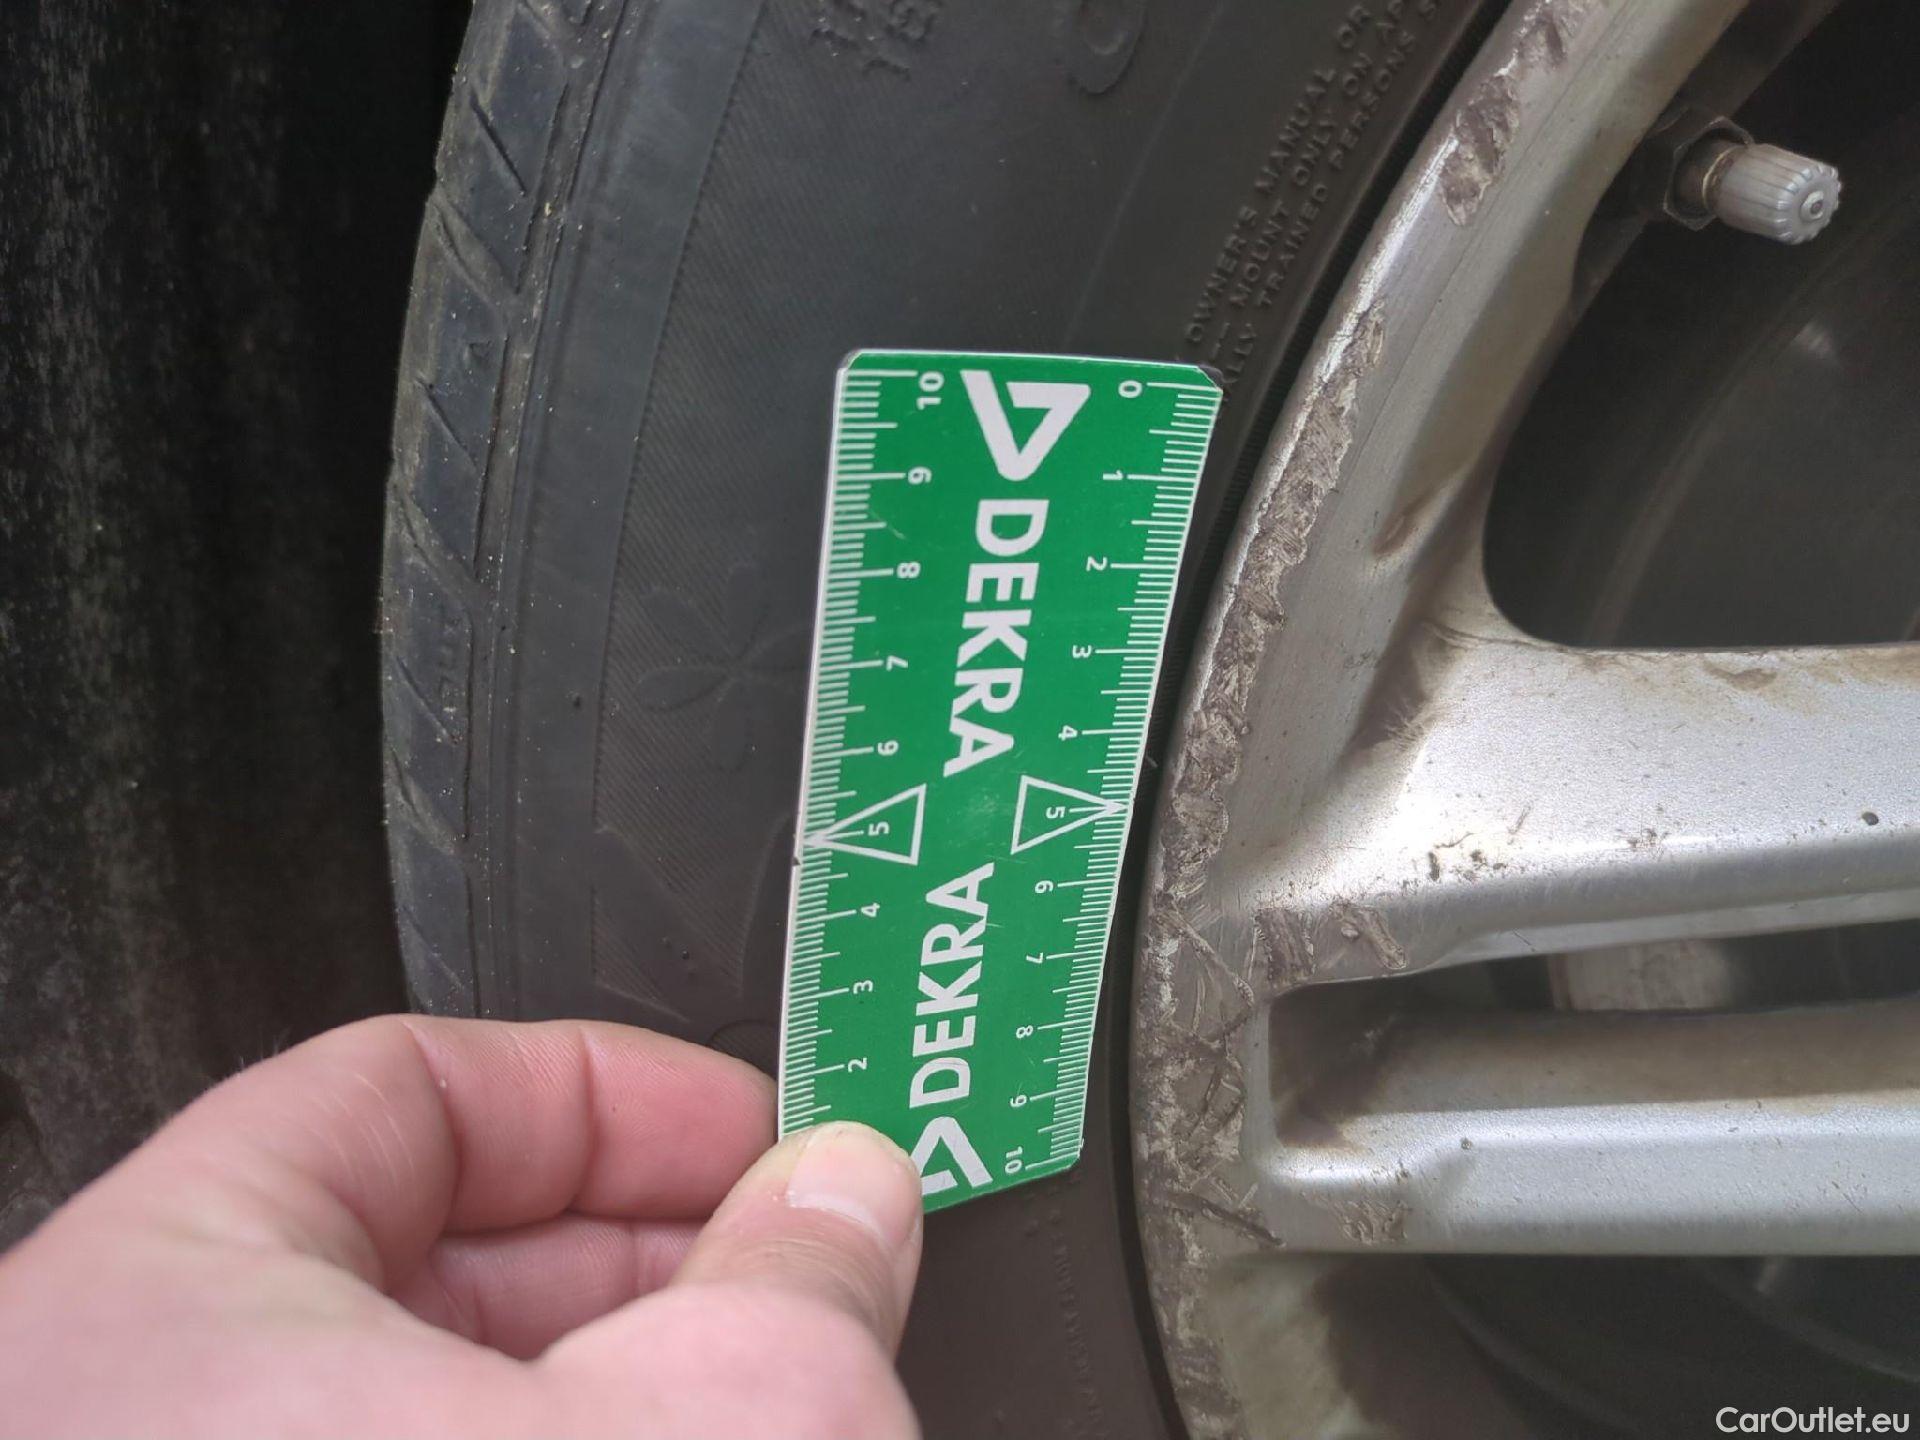 OWNER'S MANUAL OR
MOUNT ONLY ON
TRAINED PERSONS
10 9 8 7 6 5 4 3 2
DEKRA DEKRA
0 1 2 3 4 5 6 7 8 9 10
CarOutlet.eu